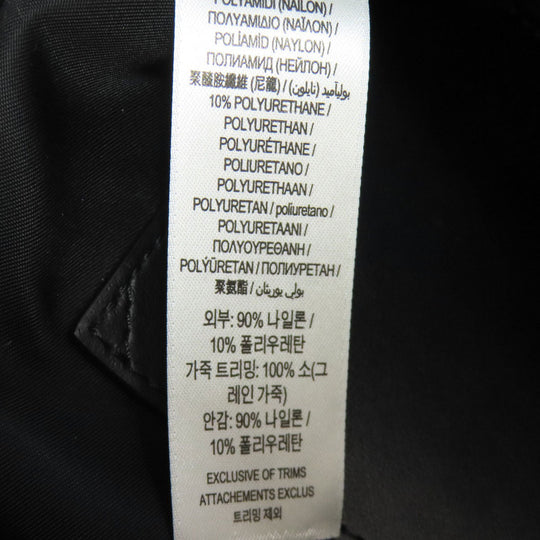 POLYAMIDI (NAILON) /
ΠΟΛΥΑΜΙΔΙΟ (ΝΑΪΛΟΝ) /
POLÍAMID (NAYLON) /
ПОЛИАМИД (НЕЙЛОН) /
聚醯胺纖維 (尼龍) / بوليآميد (نايلون) /
10% POLYURETHANE /
POLYURETHAN /
POLYURÉTHANE /
POLIURETANO /
POLYURETHAAN /
POLYURETAN / poliuretano /
POLYURETAANI /
ΠΟΛΥΟΥΡΕΘΑΝΗ /
POLÝÜRETAN / ПОЛИУРЕТАН /
聚氨酯 / بولي يوريثان /
외부: 90% 나일론 /
10% 폴리우레탄
가죽 트리밍: 100% 소(그
레인 가죽)
안감: 90% 나일론 /
10% 폴리우레탄
EXCLUSIVE OF TRIMS
ATTACHEMENTS EXCLUS
트리밍 제외